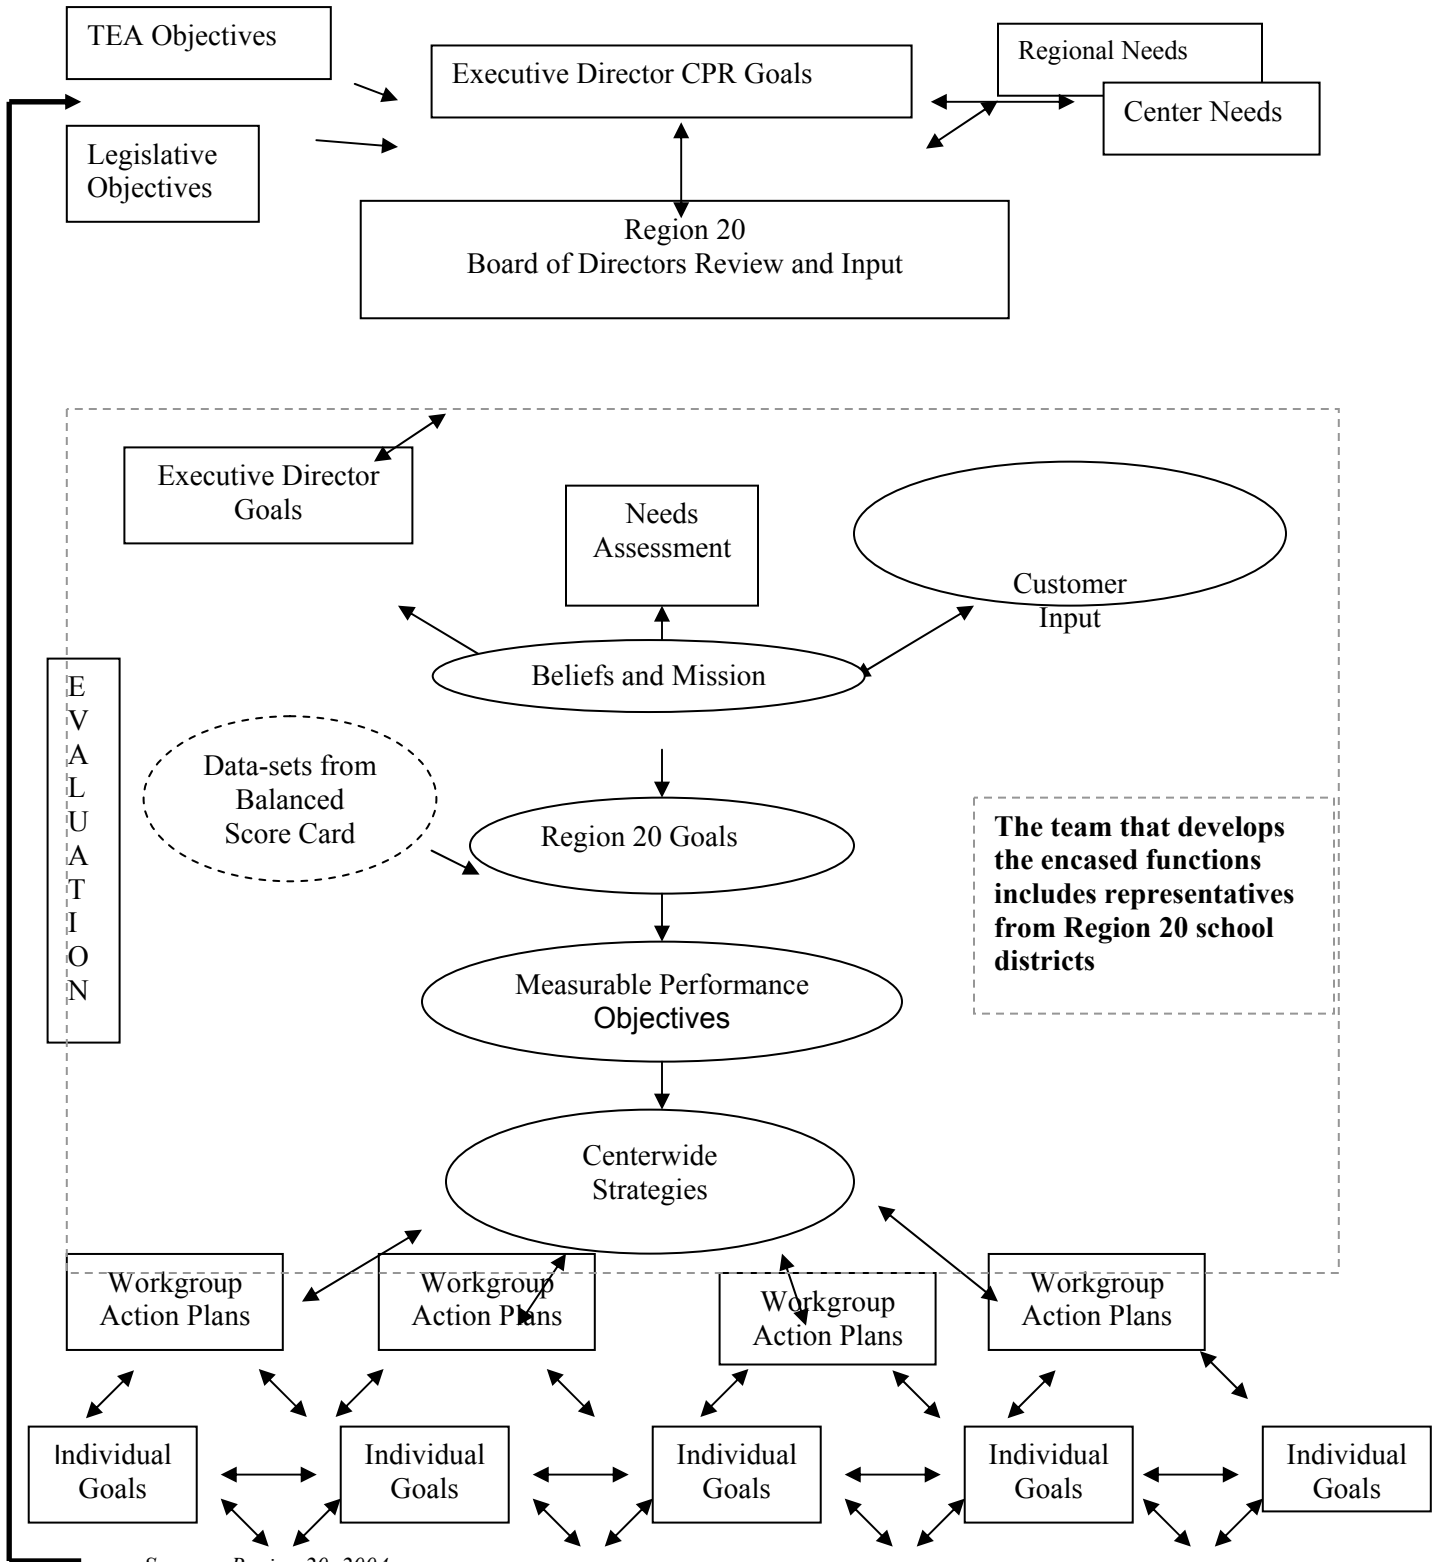 TEA Objectives
Executive Director CPR Goals
Regional Needs
Center Needs
Legislative
Objectives
Region 20
Board of Directors Review and Input
Executive Director
Goals
Needs
Assessment
Customer
Input
Beliefs and Mission
E
V
A
L
U
A
T
I
O
N
Data-sets from
Balanced
Score Card
Region 20 Goals
The team that develops
the encased functions
includes representatives
from Region 20 school
districts
Measurable Performance
Objectives
Centerwide
Strategies
Workgroup
Action Plans
Workgroup
Action Plans
Workgroup
Action Plans
Workgroup
Action Plans
Individual
Goals
Individual
Goals
Individual
Goals
Individual
Goals
Individual
Goals
Region 20, 2004